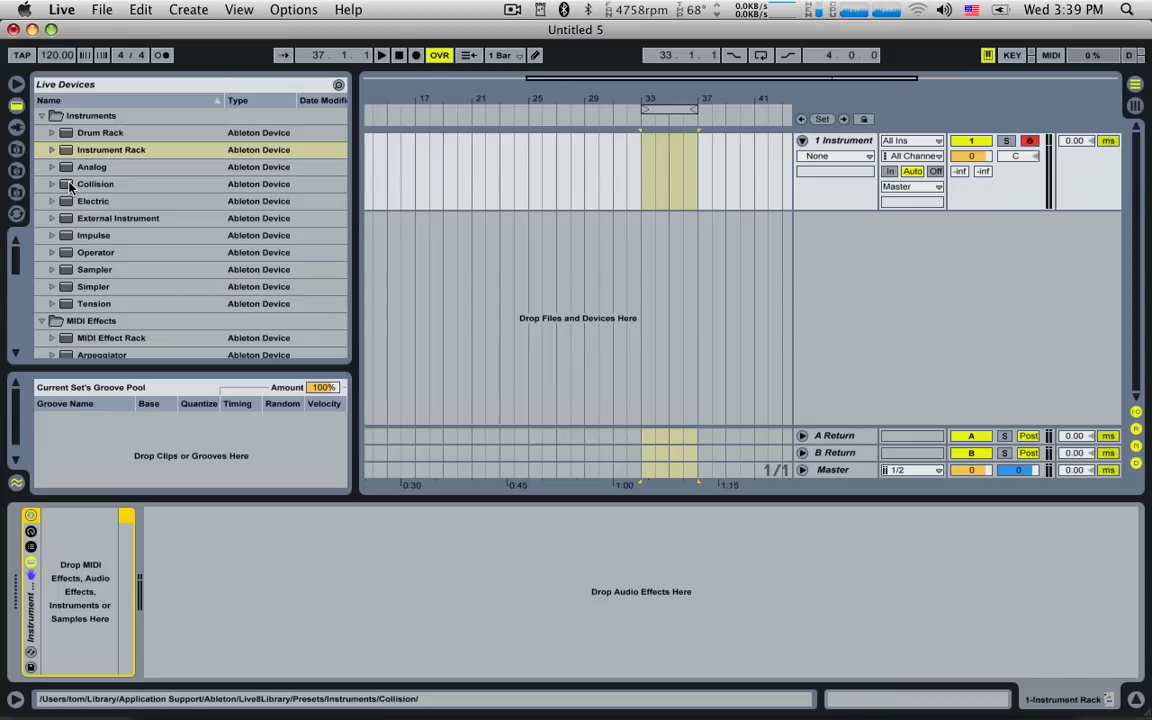 Live File Edit Create View Options Help 4758rpm 68° 0.0KB/s 0.0KB/s Wed 3:39 PM
Untitled 5
TAP 120.00 4 / 4 37. 1. 1 OVR 1 Bar 33. 1. 1 4. 0. 0 KEY MIDI 0 % D
Live Devices
Name Type Date Modifi
Instruments
Drum Rack Ableton Device
Instrument Rack Ableton Device
Analog Ableton Device
Collision Ableton Device
Electric Ableton Device
External Instrument Ableton Device
Impulse Ableton Device
Operator Ableton Device
Sampler Ableton Device
Simpler Ableton Device
Tension Ableton Device
MIDI Effects
MIDI Effect Rack Ableton Device
Arpeggiator Ableton Device
Current Set's Groove Pool Amount 100%
Groove Name Base Quantize Timing Random Velocity
Drop Clips or Grooves Here
17 21 25 29 33 37 41
Set
1 Instrument All Ins 1 S 0.00 ms
None All Channe 0 C
In Auto Off -inf -inf
Master
Drop Files and Devices Here
A Return A S Post 0.00 ms
B Return B S Post 0.00 ms
1/1 Master 1/2 0 0 0.00 ms
0:30 0:45 1:00 1:15
Instrument ...
Drop MIDI
Effects, Audio
Effects,
Instruments or
Samples Here
Drop Audio Effects Here
/Users/tom/Library/Application Support/Ableton/Live8Library/Presets/Instruments/Collision/
1-Instrument Rack